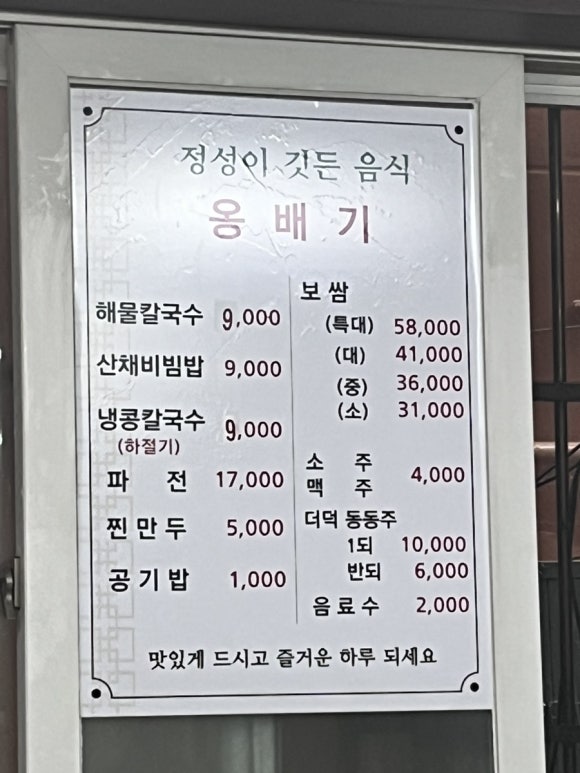 정성이 깃든 음식
옹배기
해물칼국수 9,000
산채비빔밥 9,000
냉콩칼국수 9,000
(하절기)
파 전 17,000
찐만두 5,000
공기밥 1,000
보쌈
(특대) 58,000
(대) 41,000
(중) 36,000
(소) 31,000
소 주
맥 주 4,000
더덕 동동주
1되 10,000
반되 6,000
음료수 2,000
맛있게 드시고 즐거운 하루 되세요